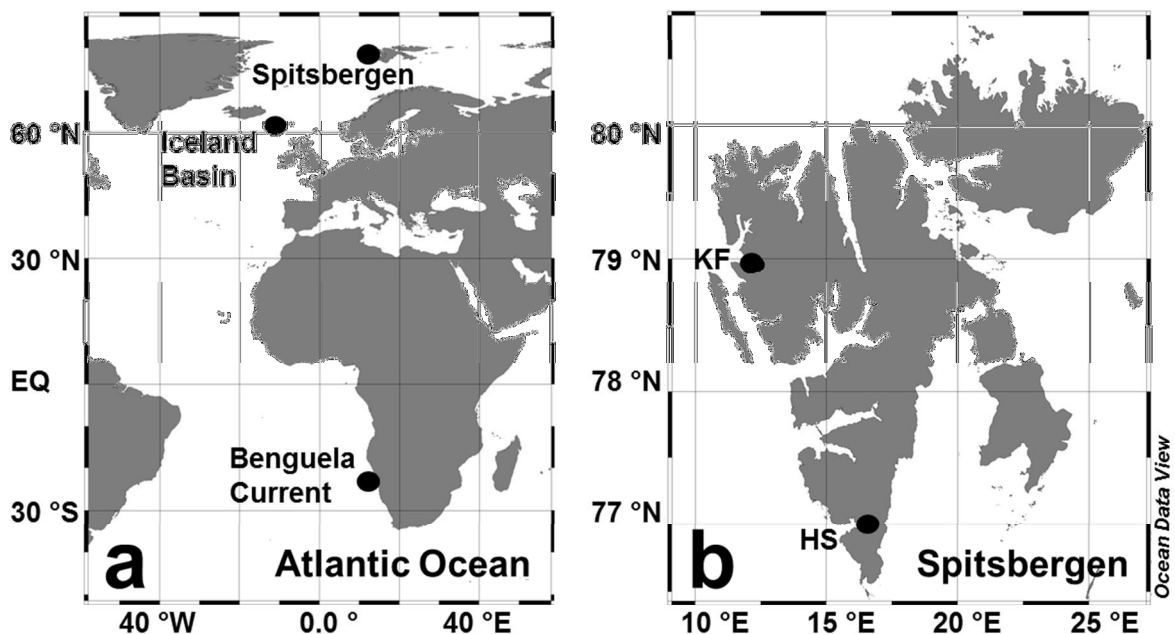 Spitsbergen
60 °N
Iceland
Basin
30 °N
EQ
Benguela
Current
30 °S
a
Atlantic Ocean
40 °W
0.0 °
40 °E
80 °N
KF
79 °N
78 °N
77 °N
HS
b
Spitsbergen
10 °E
15 °E
20 °E
25 °E
Ocean Data View